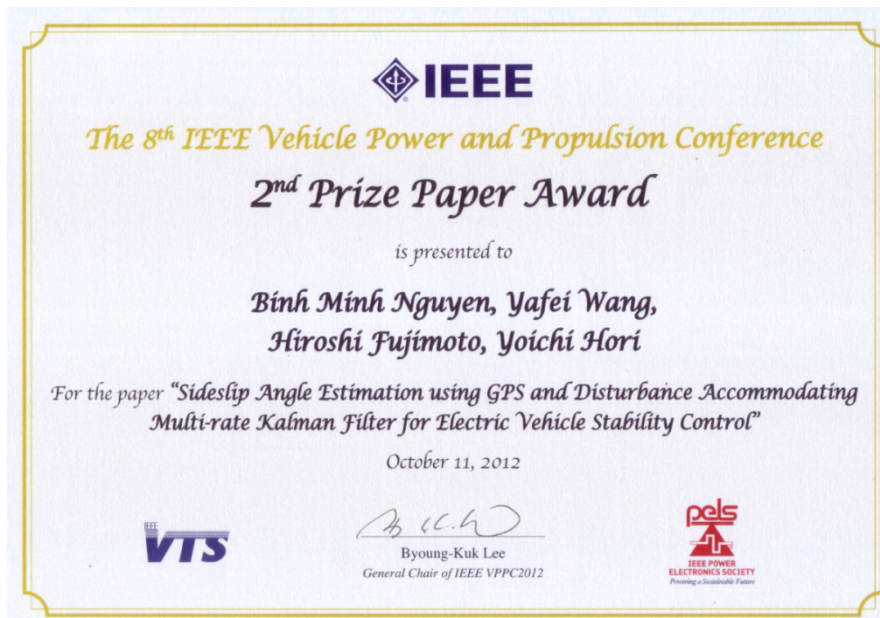 IEEE
The 8th IEEE Vehicle Power and Propulsion Conference
2nd Prize Paper Award
is presented to
Binh Minh Nguyen, Yafei Wang,
Hiroshi Fujimoto, Yoichi Hori
For the paper "Sideslip Angle Estimation using GPS and Disturbance Accommodating
Multi-rate Kalman Filter for Electric Vehicle Stability Control"
October 11, 2012
IEEE
VTS
Byoung-Kuk Lee
General Chair of IEEE VPPC2012
pels
IEEE POWER
ELECTRONICS SOCIETY
Powering a Sustainable Future